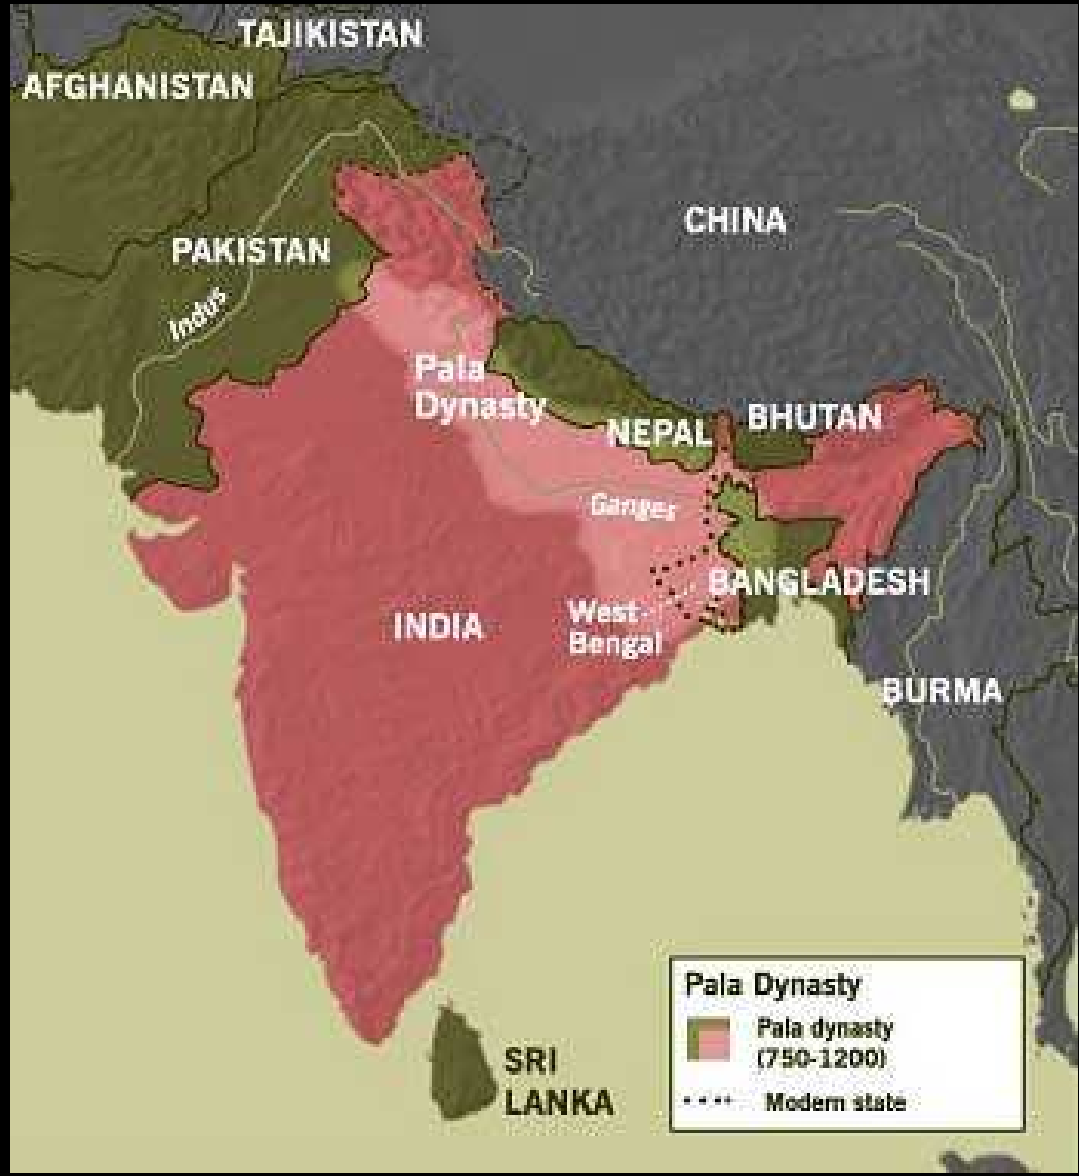 TAJIKISTAN
AFGHANISTAN
CHINA
PAKISTAN
Indus
Pala
Dynasty
NEPAL
BHUTAN
Ganges
BANGLADESH
West-
Bengal
INDIA
BURMA
Pala Dynasty
Pala dynasty
(750-1200)
Modern state
SRI
LANKA